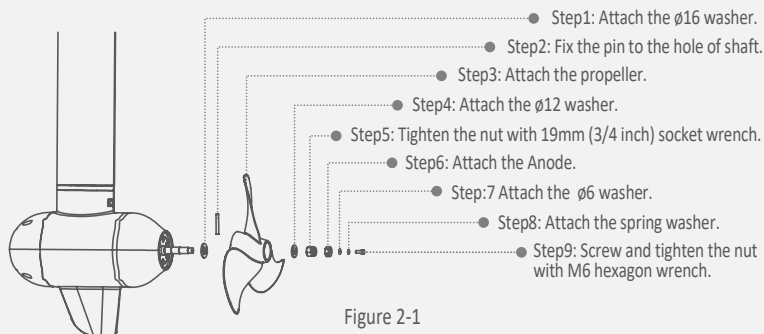 Step1: Attach the ø16 washer.
Step2: Fix the pin to the hole of shaft.
Step3: Attach the propeller.
Step4: Attach the ø12 washer.
Step5: Tighten the nut with 19mm (3/4 inch) socket wrench.
Step6: Attach the Anode.
Step:7 Attach the ø6 washer.
Step8: Attach the spring washer.
Step9: Screw and tighten the nut
with M6 hexagon wrench.
Figure 2-1